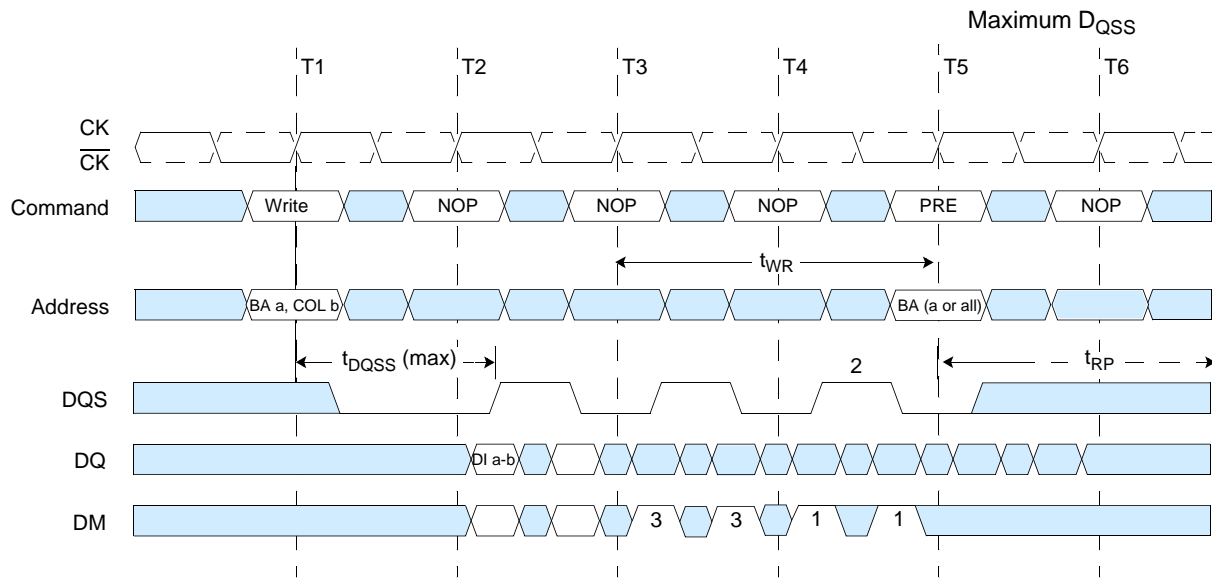 Maximum DQSS
T1 T2 T3 T4 T5 T6
CK
CK
Command Write NOP NOP NOP PRE NOP
tWR
Address BA a, COL b BA (a or all)
tDQSS (max) tRP
2
DQS
DQ DI a-b
DM 3 3 1 1